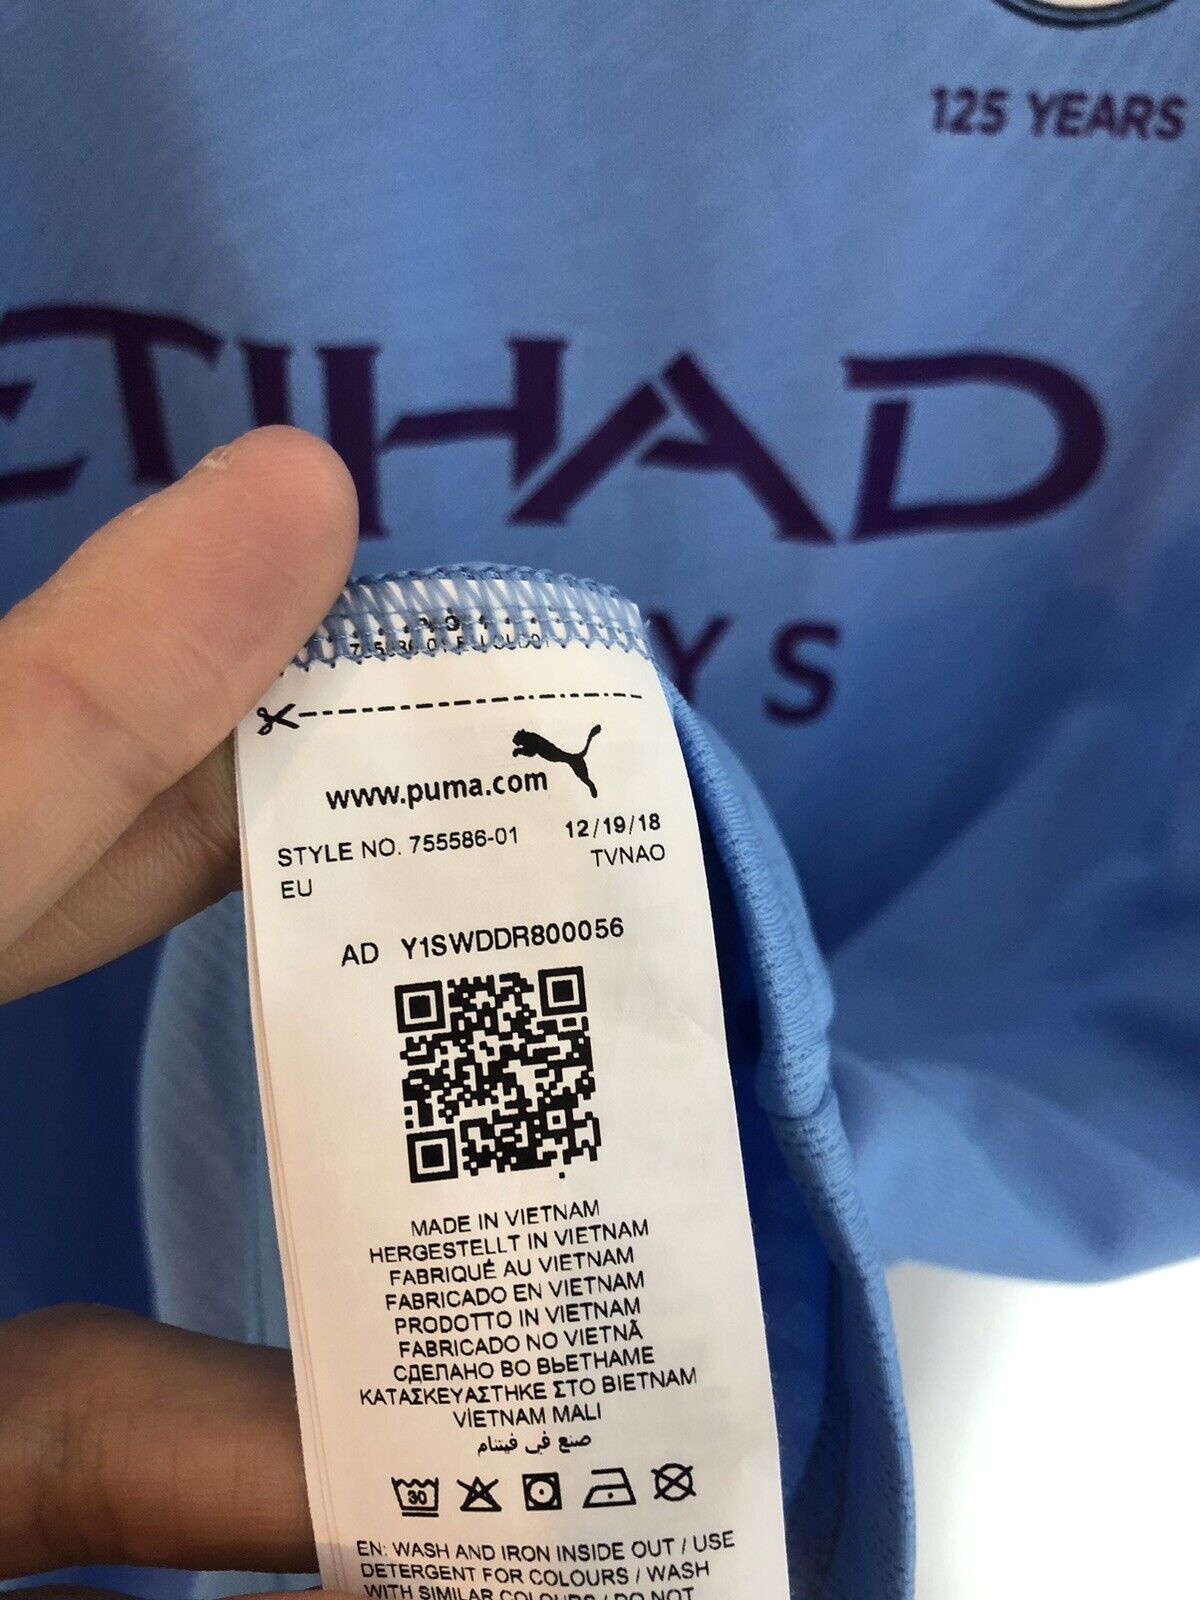 125 YEARS
ETIHAD
YS
www.puma.com
STYLE NO. 755586-01 12/19/18
EU TVNAO
AD Y1SWDDR800056
MADE IN VIETNAM
HERGESTELLT IN VIETNAM
FABRIQUÉ AU VIETNAM
FABRICADO EN VIETNAM
PRODOTTO IN VIETNAM
FABRICADO NO VIETNÃ
СДЕЛАНО ВО ВЬЕТНАМЕ
ΚΑΤΑΣΚΕΥΑΣΤΗΚΕ ΣΤΟ ΒΙΕΤΝΑΜ
VİETNAM MALI
صنع في فيتنام
30
EN: WASH AND IRON INSIDE OUT / USE
DETERGENT FOR COLOURS / WASH
WITH SIMILAR COLOURS / DO NOT